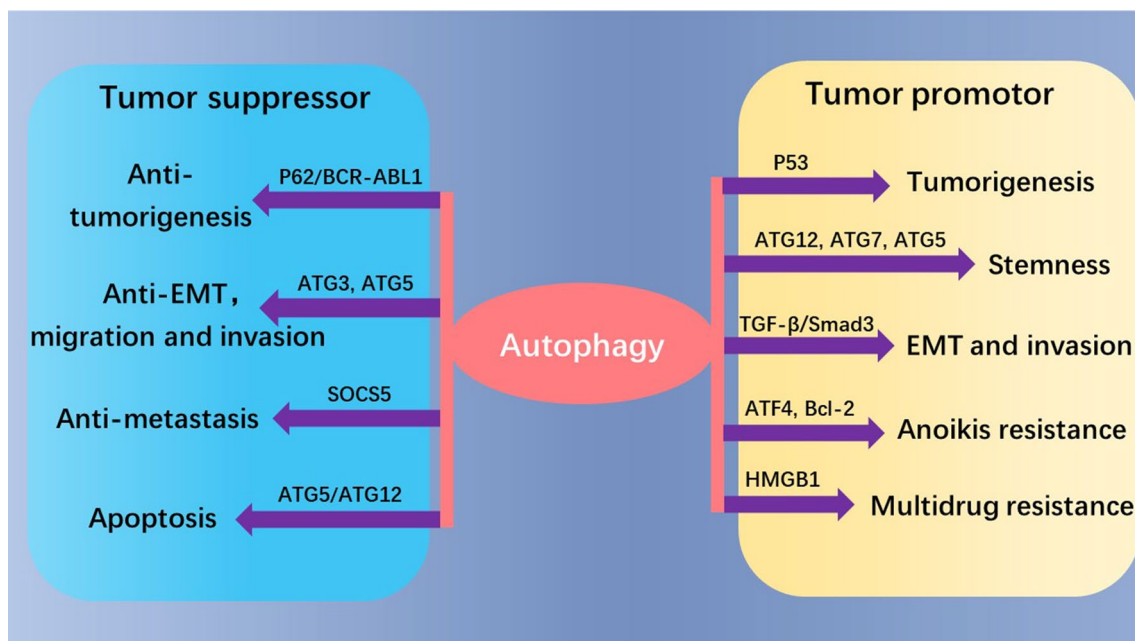 Tumor suppressor
P62/BCR-ABL1
Anti-
tumorigenesis
ATG3, ATG5
Anti-EMT,
migration and invasion
SOCS5
Anti-metastasis
ATG5/ATG12
Apoptosis
Autophagy
Tumor promotor
P53
Tumorigenesis
ATG12, ATG7, ATG5
Stemness
TGF-β/Smad3
EMT and invasion
ATF4, Bcl-2
Anoikis resistance
HMGB1
Multidrug resistance